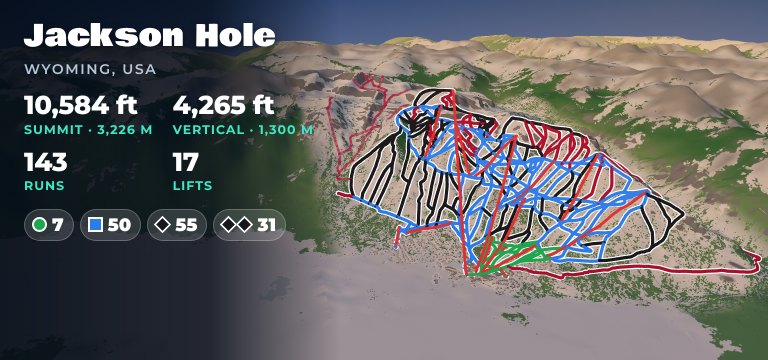 Jackson Hole
WYOMING, USA
10,584 ft 4,265 ft
SUMMIT · 3,226 M VERTICAL · 1,300 M
143 17
RUNS LIFTS
7 50 55 31